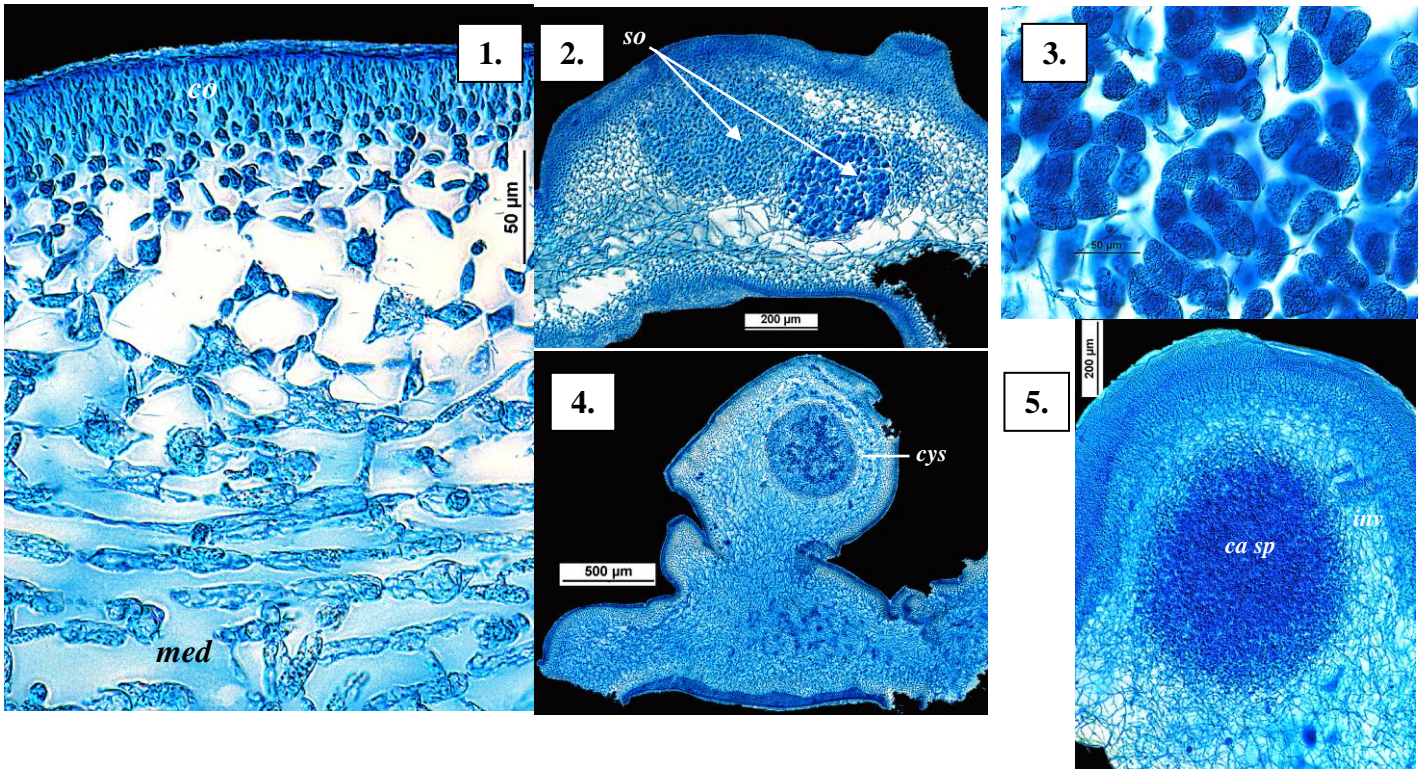 1.
co
50 µm
med
2.
so
200 µm
3.
50 µm
4.
cys
500 µm
5.
200 µm
inv
ca sp